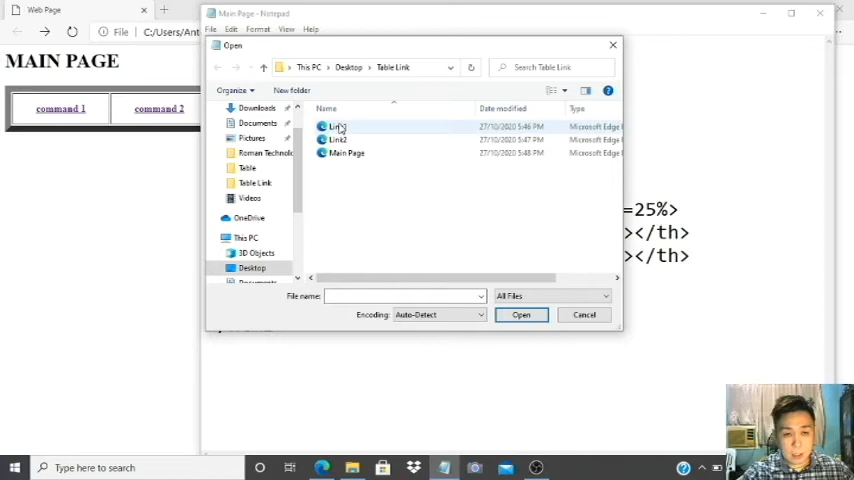 Web Page
File
C:/Users/Ant
MAIN PAGE
command 1
command 2
Main Page - Notepad
File Edit Format View Help
Open
This PC > Desktop > Table Link
Search Table Link
Organize
New folder
Name
Date modified
Type
Downloads
Documents
Pictures
Roman Technolo
Table
Table Link
Videos
OneDrive
This PC
3D Objects
Desktop
27/10/2020 5:46 PM
Microsoft Edge
Link2
27/10/2020 5:47 PM
Microsoft Edge
Main Page
27/10/2020 5:48 PM
Microsoft Edge
File name:
All Files
Encoding:
Auto-Detect
Open
Cancel
=25%>
></th>
></th>
Type here to search